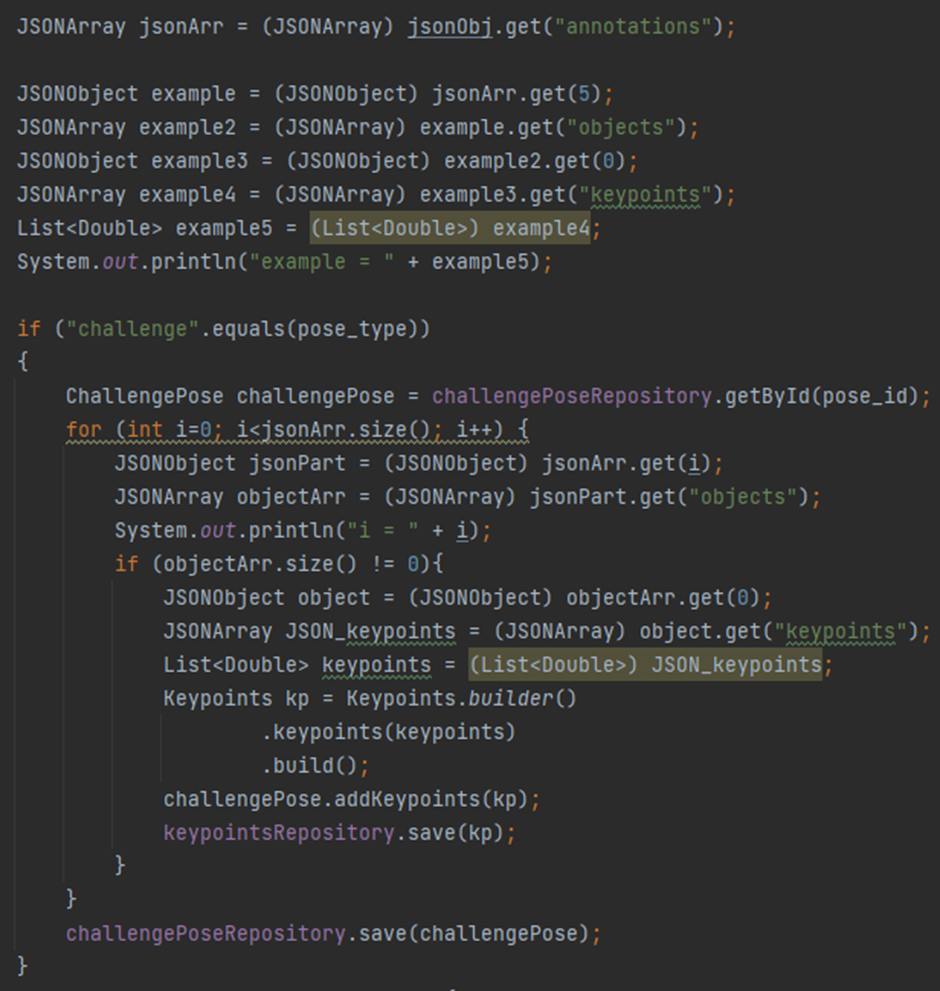 JSONArray jsonArr = (JSONArray) jsonObj.get("annotations");
JSONObject example = (JSONObject) jsonArr.get(5);
JSONArray example2 = (JSONArray) example.get("objects");
JSONObject example3 = (JSONObject) example2.get(0);
JSONArray example4 = (JSONArray) example3.get("keypoints");
List<Double> example5 = (List<Double>) example4;
System.out.println("example = " + example5);
if ("challenge".equals(pose_type))
{
    ChallengePose challengePose = challengePoseRepository.getById(pose_id);
    for (int i=0; i<jsonArr.size(); i++) {
        JSONObject jsonPart = (JSONObject) jsonArr.get(i);
        JSONArray objectArr = (JSONArray) jsonPart.get("objects");
        System.out.println("i = " + i);
        if (objectArr.size() != 0){
            JSONObject object = (JSONObject) objectArr.get(0);
            JSONArray JSON_keypoints = (JSONArray) object.get("keypoints");
            List<Double> keypoints = (List<Double>) JSON_keypoints;
            Keypoints kp = Keypoints.builder()
                    .keypoints(keypoints)
                    .build();
            challengePose.addKeypoints(kp);
            keypointsRepository.save(kp);
        }
    }
    challengePoseRepository.save(challengePose);
}